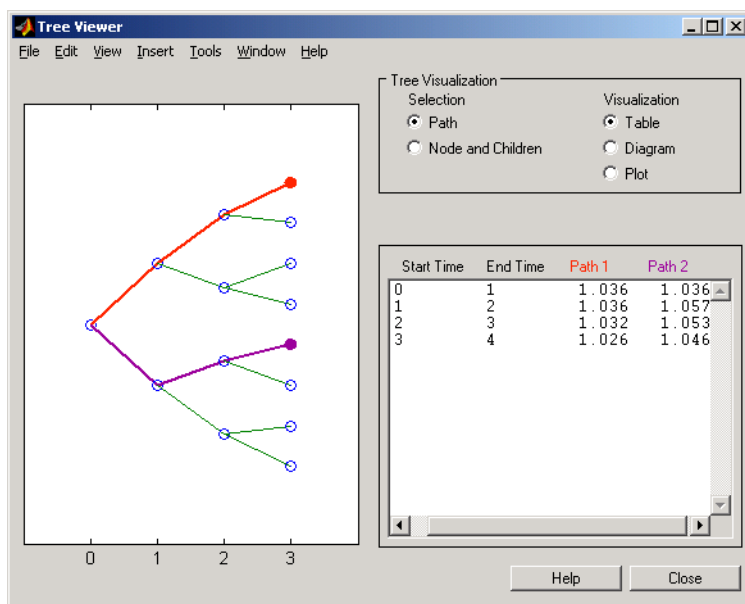 Tree Viewer
File Edit View Insert Tools Window Help
Tree Visualization
Selection Visualization
Path Table
Node and Children Diagram
Plot
Start Time End Time Path 1 Path 2
0 1 1.036 1.036
1 2 1.036 1.057
2 3 1.032 1.053
3 4 1.026 1.046
0 1 2 3
Help Close